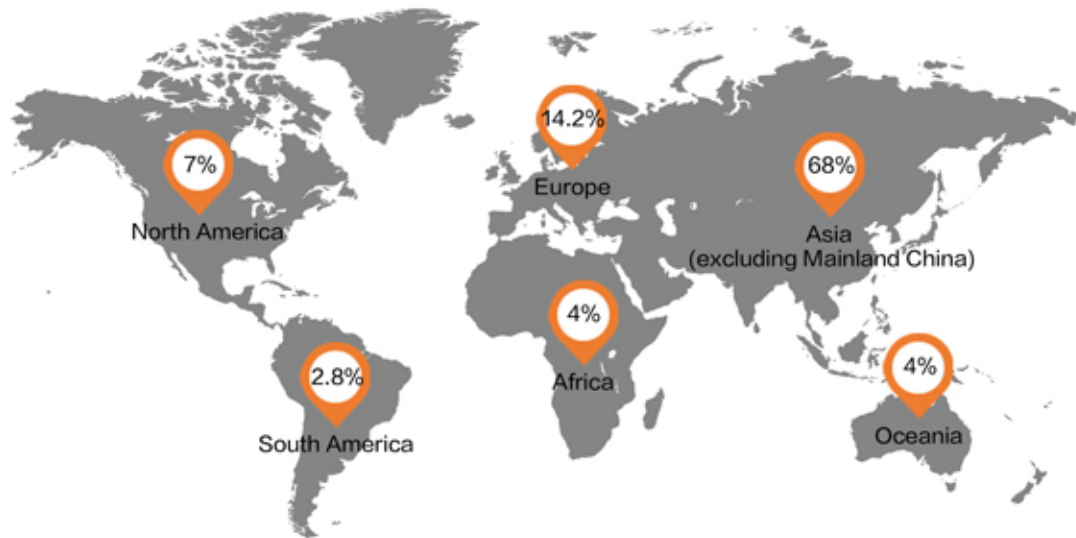 14.2%
Europe
7%
North America
68%
Asia
(excluding Mainland China)
4%
Africa
2.8%
South America
4%
Oceania